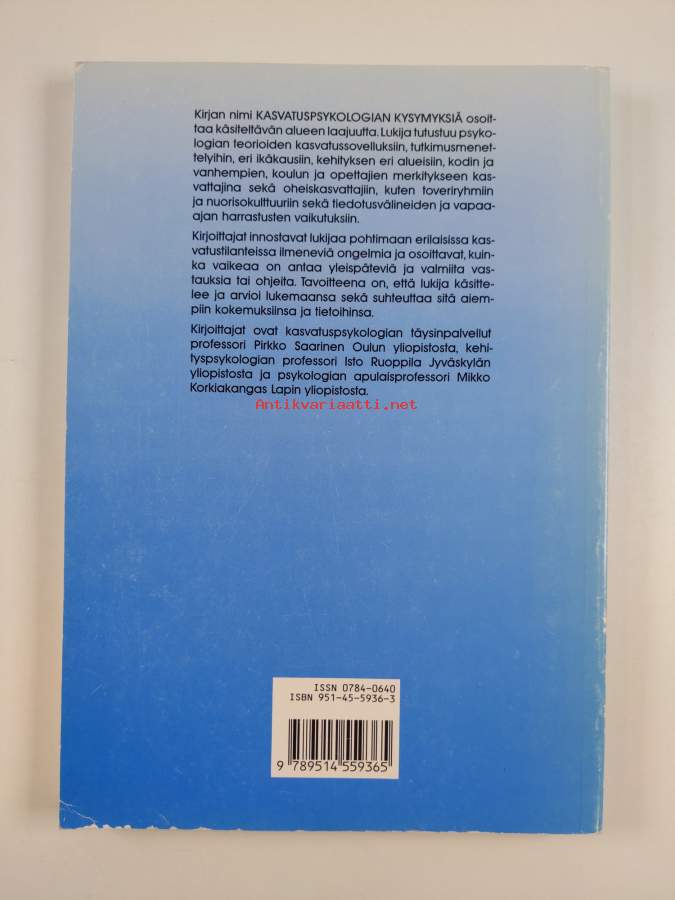 Kirjan nimi KASVATUSPSYKOLOGIAN KYSYMYKSIÄ osoit-
taa käsiteltävän alueen laajuutta. Lukija tutustuu psyko-
logian teorioiden kasvatussovelluksiin, tutkimusmenet-
telyihin, eri ikäkausiin, kehityksen eri alueisiin, kodin ja
vanhempien, koulun ja opettajien merkitykseen kas-
vattajina sekä oheiskasvattajiin, kuten toveriryhmiin
ja nuorisokulttuuriin sekä tiedotusvälineiden ja vapaa-
ajan harrastusten vaikutuksiin.
Kirjoittajat innostavat lukijaa pohtimaan erilaisissa kas-
vatustilanteissa ilmeneviä ongelmia ja osoittavat, kuin-
ka vaikeaa on antaa yleispäteviä ja valmiita vas-
tauksia tai ohjeita. Tavoitteena on, että lukija käsitte-
lee ja arvioi lukemaansa sekä suhteuttaa sitä aiem-
piin kokemuksiinsa ja tietoihinsa.
Kirjoittajat ovat kasvatuspsykologian täysinpalvellut
professori Pirkko Saarinen Oulun yliopistosta, kehi-
tyspsykologian professori Isto Ruoppila Jyväskylän
yliopistosta ja psykologian apulaisprofessori Mikko
Korkiakangas Lapin yliopistosta.
Antikvariaatti.net
ISSN 0784-0640
ISBN 951-45-5936-3
9 789514 559365